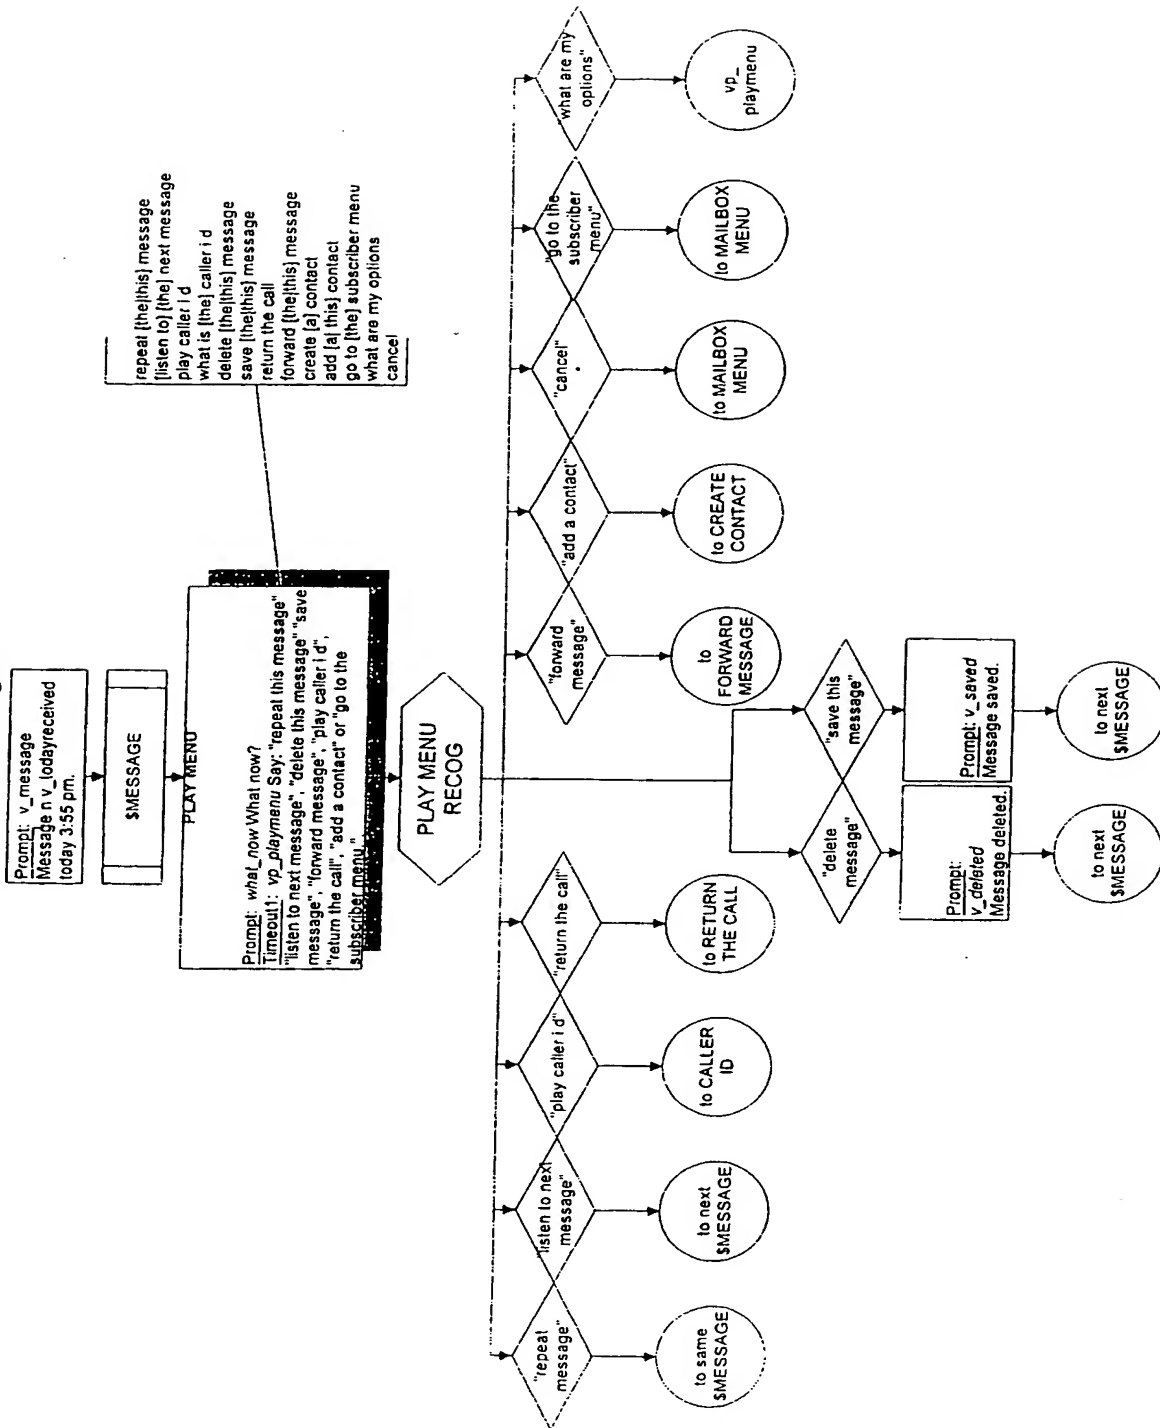 Prompt: v_message
Message n v_todayreceived
today 3:55 pm.
$MESSAGE
PLAY MENU
Prompt: what_now What now?
Timeout1: vp_playmenu Say: "repeat this message"
"listen to next message", "delete this message" "save
message", "forward message", "play caller i d",
"return the call", "add a contact" or "go to the
subscriber menu."
repeat [the|this] message
[listen to] [the] next message
play caller i d
what is [the] caller i d
delete [the|this] message
save [the|this] message
return the call
forward [the|this] message
create [a] contact
add [a| this] contact
go to [the] subscriber menu
what are my options
cancel
PLAY MENU
RECOG
"repeat
message"
"listen to next
message"
"play caller i d"
"return the call"
"forward
message"
"add a contact"
"cancel"
"go to the
subscriber
menu"
"what are my
options"
to same
$MESSAGE
to next
$MESSAGE
to CALLER
ID
to RETURN
THE CALL
to
FORWARD
MESSAGE
to CREATE
CONTACT
to MAILBOX
MENU
to MAILBOX
MENU
vp_
playmenu
"delete
message"
"save this
message"
Prompt:
v_deleted
Message deleted.
Prompt: v_saved
Message saved.
to next
$MESSAGE
to next
$MESSAGE